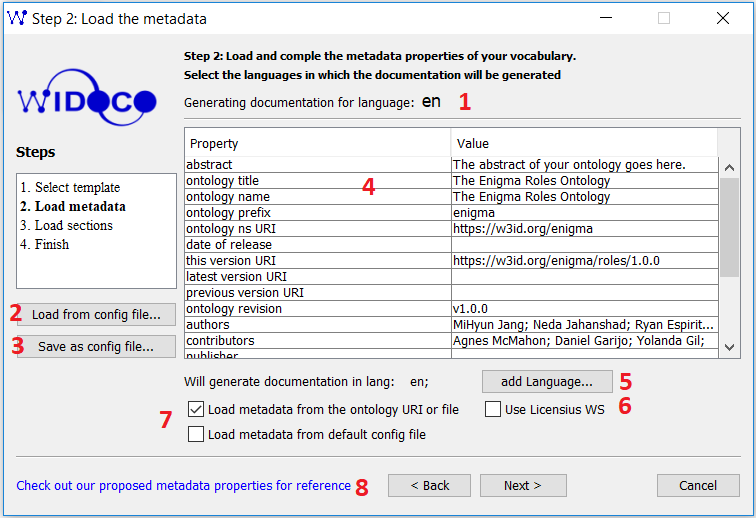 Step 2: Load the metadata
Step 2: Load and comple the metadata properties of your vocabulary.
Select the languages in which the documentation will be generated
WIDOCO
Generating documentation for language: en 1
Steps
1. Select template
2. Load metadata
3. Load sections
4. Finish
2 Load from config file...
3 Save as config file...
Property Value
abstract The abstract of your ontology goes here.
ontology title 4 The Enigma Roles Ontology
ontology name The Enigma Roles Ontology
ontology prefix enigma
ontology ns URI https://w3id.org/enigma
date of release
this version URI https://w3id.org/enigma/roles/1.0.0
latest version URI
previous version URI
ontology revision v1.0.0
authors MiHyun Jang; Neda Jahanshad; Ryan Espirit...
contributors Agnes McMahon; Daniel Garijo; Yolanda Gil;
publisher
Will generate documentation in lang: en; add Language... 5
7 Load metadata from the ontology URI or file Use Licensius WS 6
Load metadata from default config file
Check out our proposed metadata properties for reference 8 < Back Next > Cancel